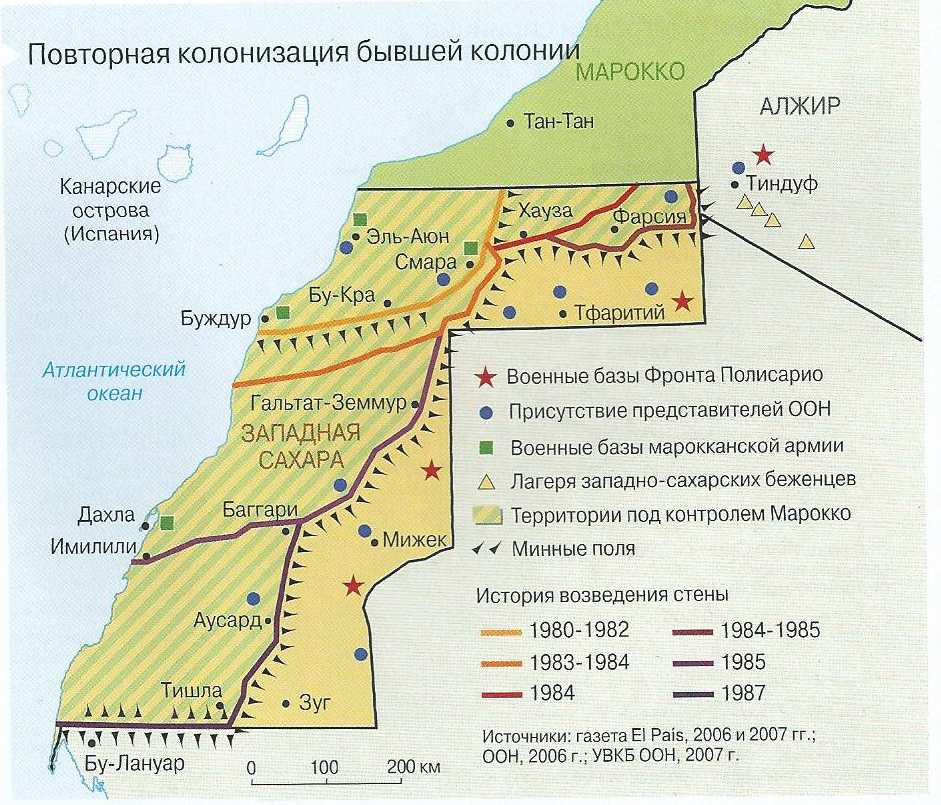 Повторная колонизация бывшей колонии
МАРОККО
АЛЖИР
Тан-Тан
Тиндуф
Канарские
острова
(Испания)
Хауза
Фарсия
Эль-Аюн
Смара
Бу-Кра
Буждур
Тфаритий
Атлантический
океан
Гальтат-Земмур
ЗАПАДНАЯ
САХАРА
Военные базы Фронта Полисарио
Присутствие представителей ООН
Военные базы марокканской армии
Лагеря западно-сахарских беженцев
Территории под контролем Марокко
Минные поля
Дахла
Баггари
Имилили
Мижек
Аусард
Тишла
Зуг
Бу-Лануар
История возведения стены
1980-1982
1984-1985
1983-1984
1985
1984
1987
Источники: газета El Pais, 2006 и 2007 гг.;
ООН, 2006 г.; УВКБ ООН, 2007 г.
0 100 200 км